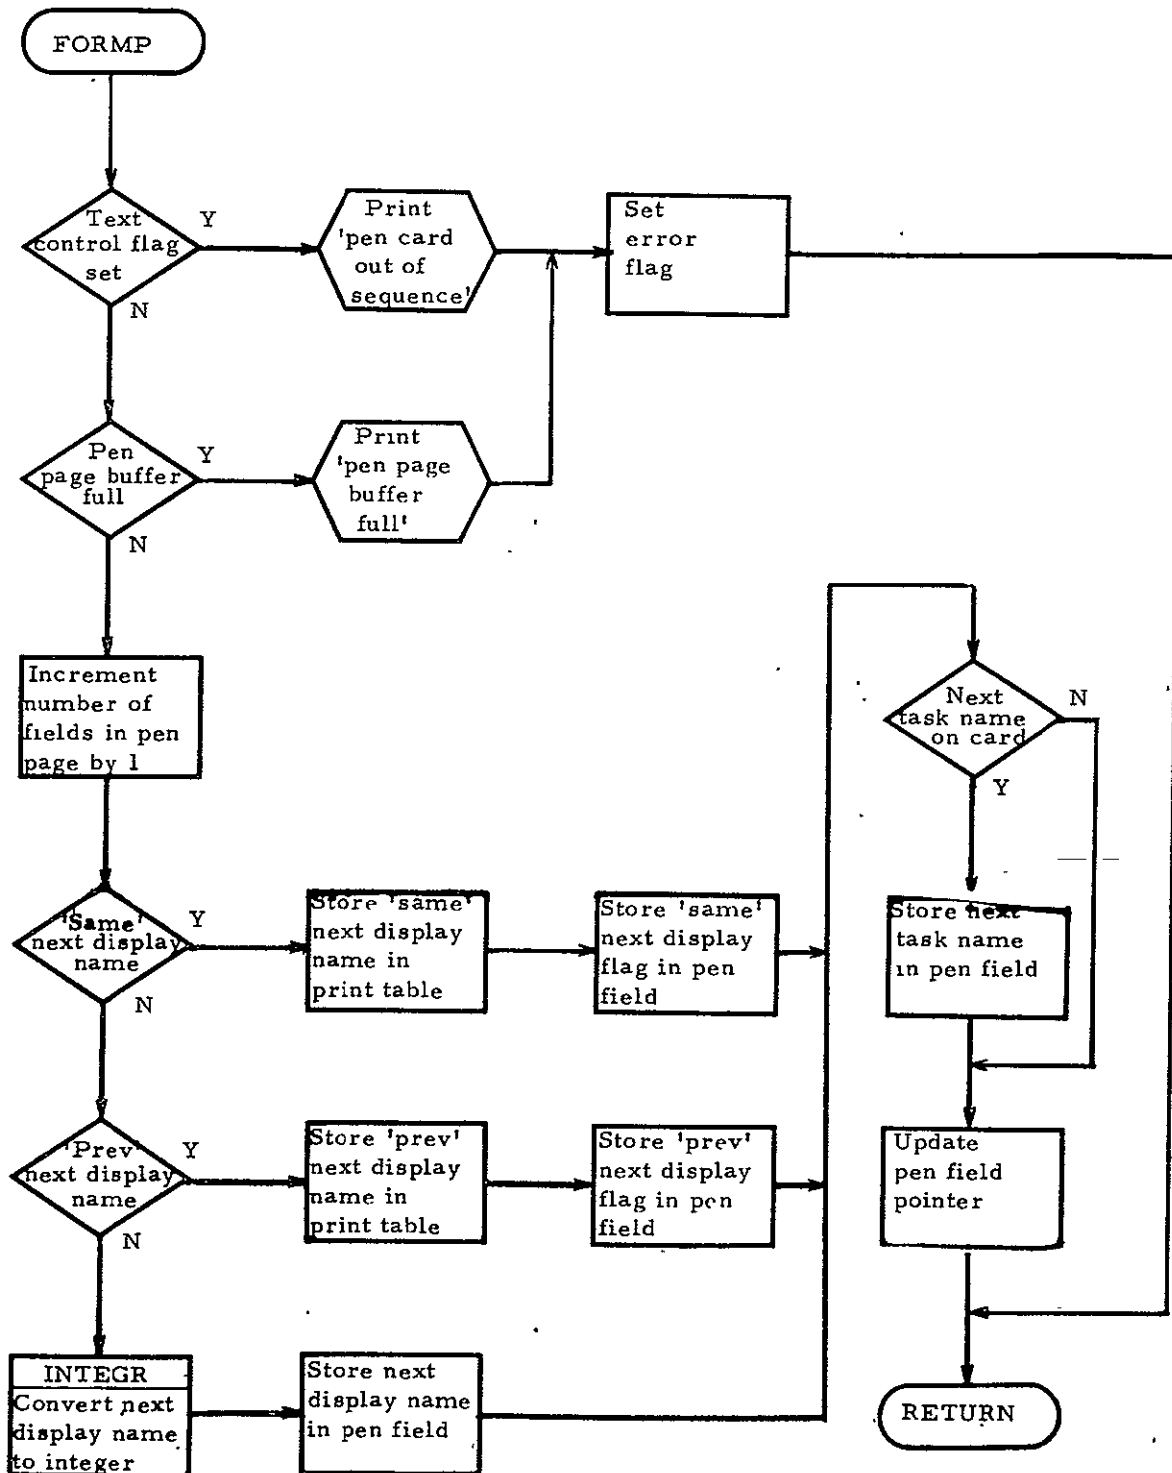 FORMP
Text
control flag
set
Y
N
Print
'pen card
out of
sequence'
Set
error
flag
Pen
page buffer
full
Y
N
Print
'pen page
buffer
full'
Increment
number of
fields in pen
page by 1
'Same'
next display
name
Y
N
Store 'same'
next display
name in
print table
Store 'same'
next display
flag in pen
field
'Prev'
next display
name
Y
N
Store 'prev'
next display
name in
print table
Store 'prev'
next display
flag in pen
field
INTEGR
Convert next
display name
to integer
Store next
display name
in pen field
Next
task name
on card
N
Y
Store next
task name
in pen field
Update
pen field
pointer
RETURN